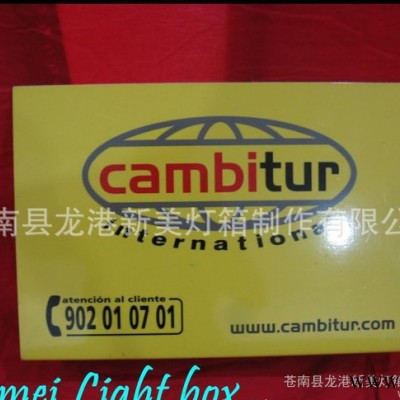 cambitur
南县龙港新美灯箱制作有限公
international
atención al cliente
902 01 07 01
www.cambitur.com
mei Light box
苍南县龙港新美灯箱